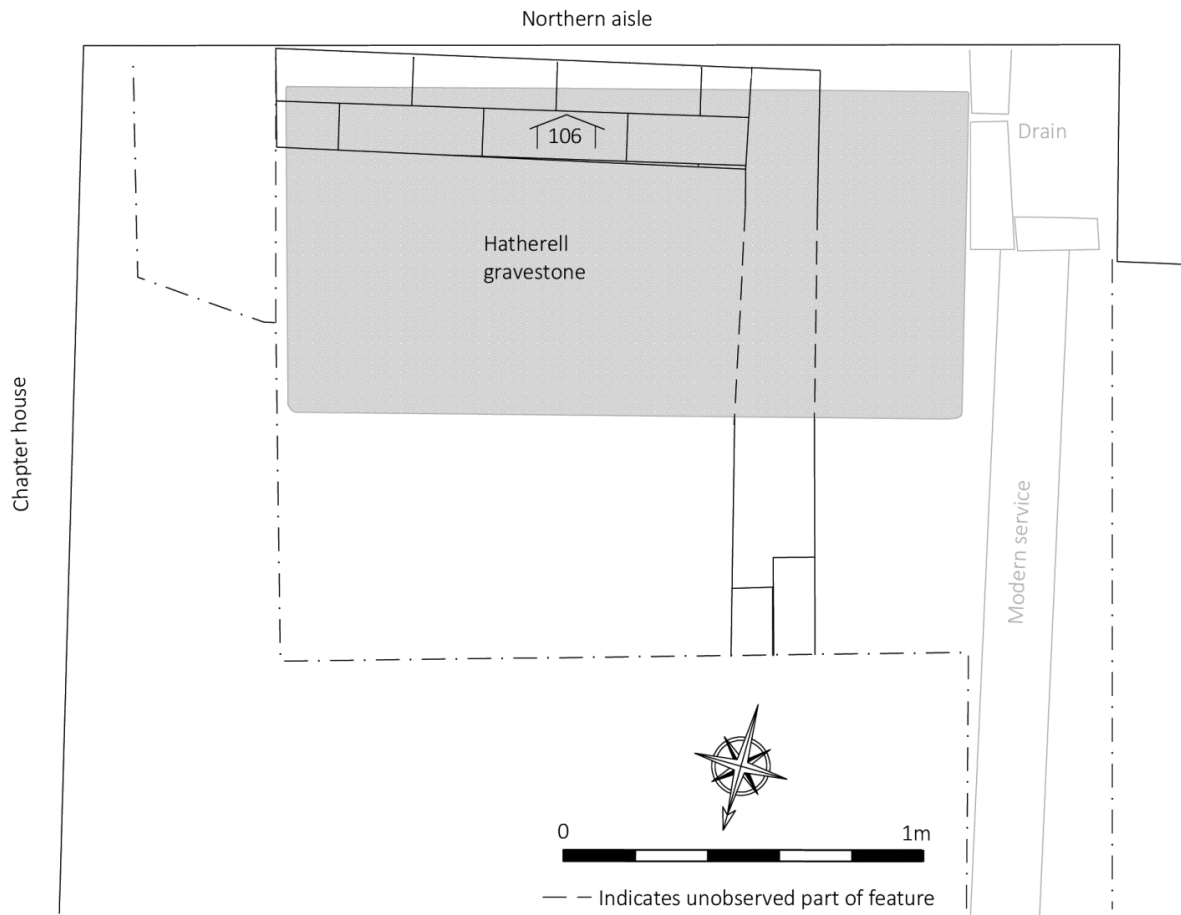 Northern aisle
Drain
106
Hatherell
gravestone
Chapter house
Modern service
0 1m
Indicates unobserved part of feature